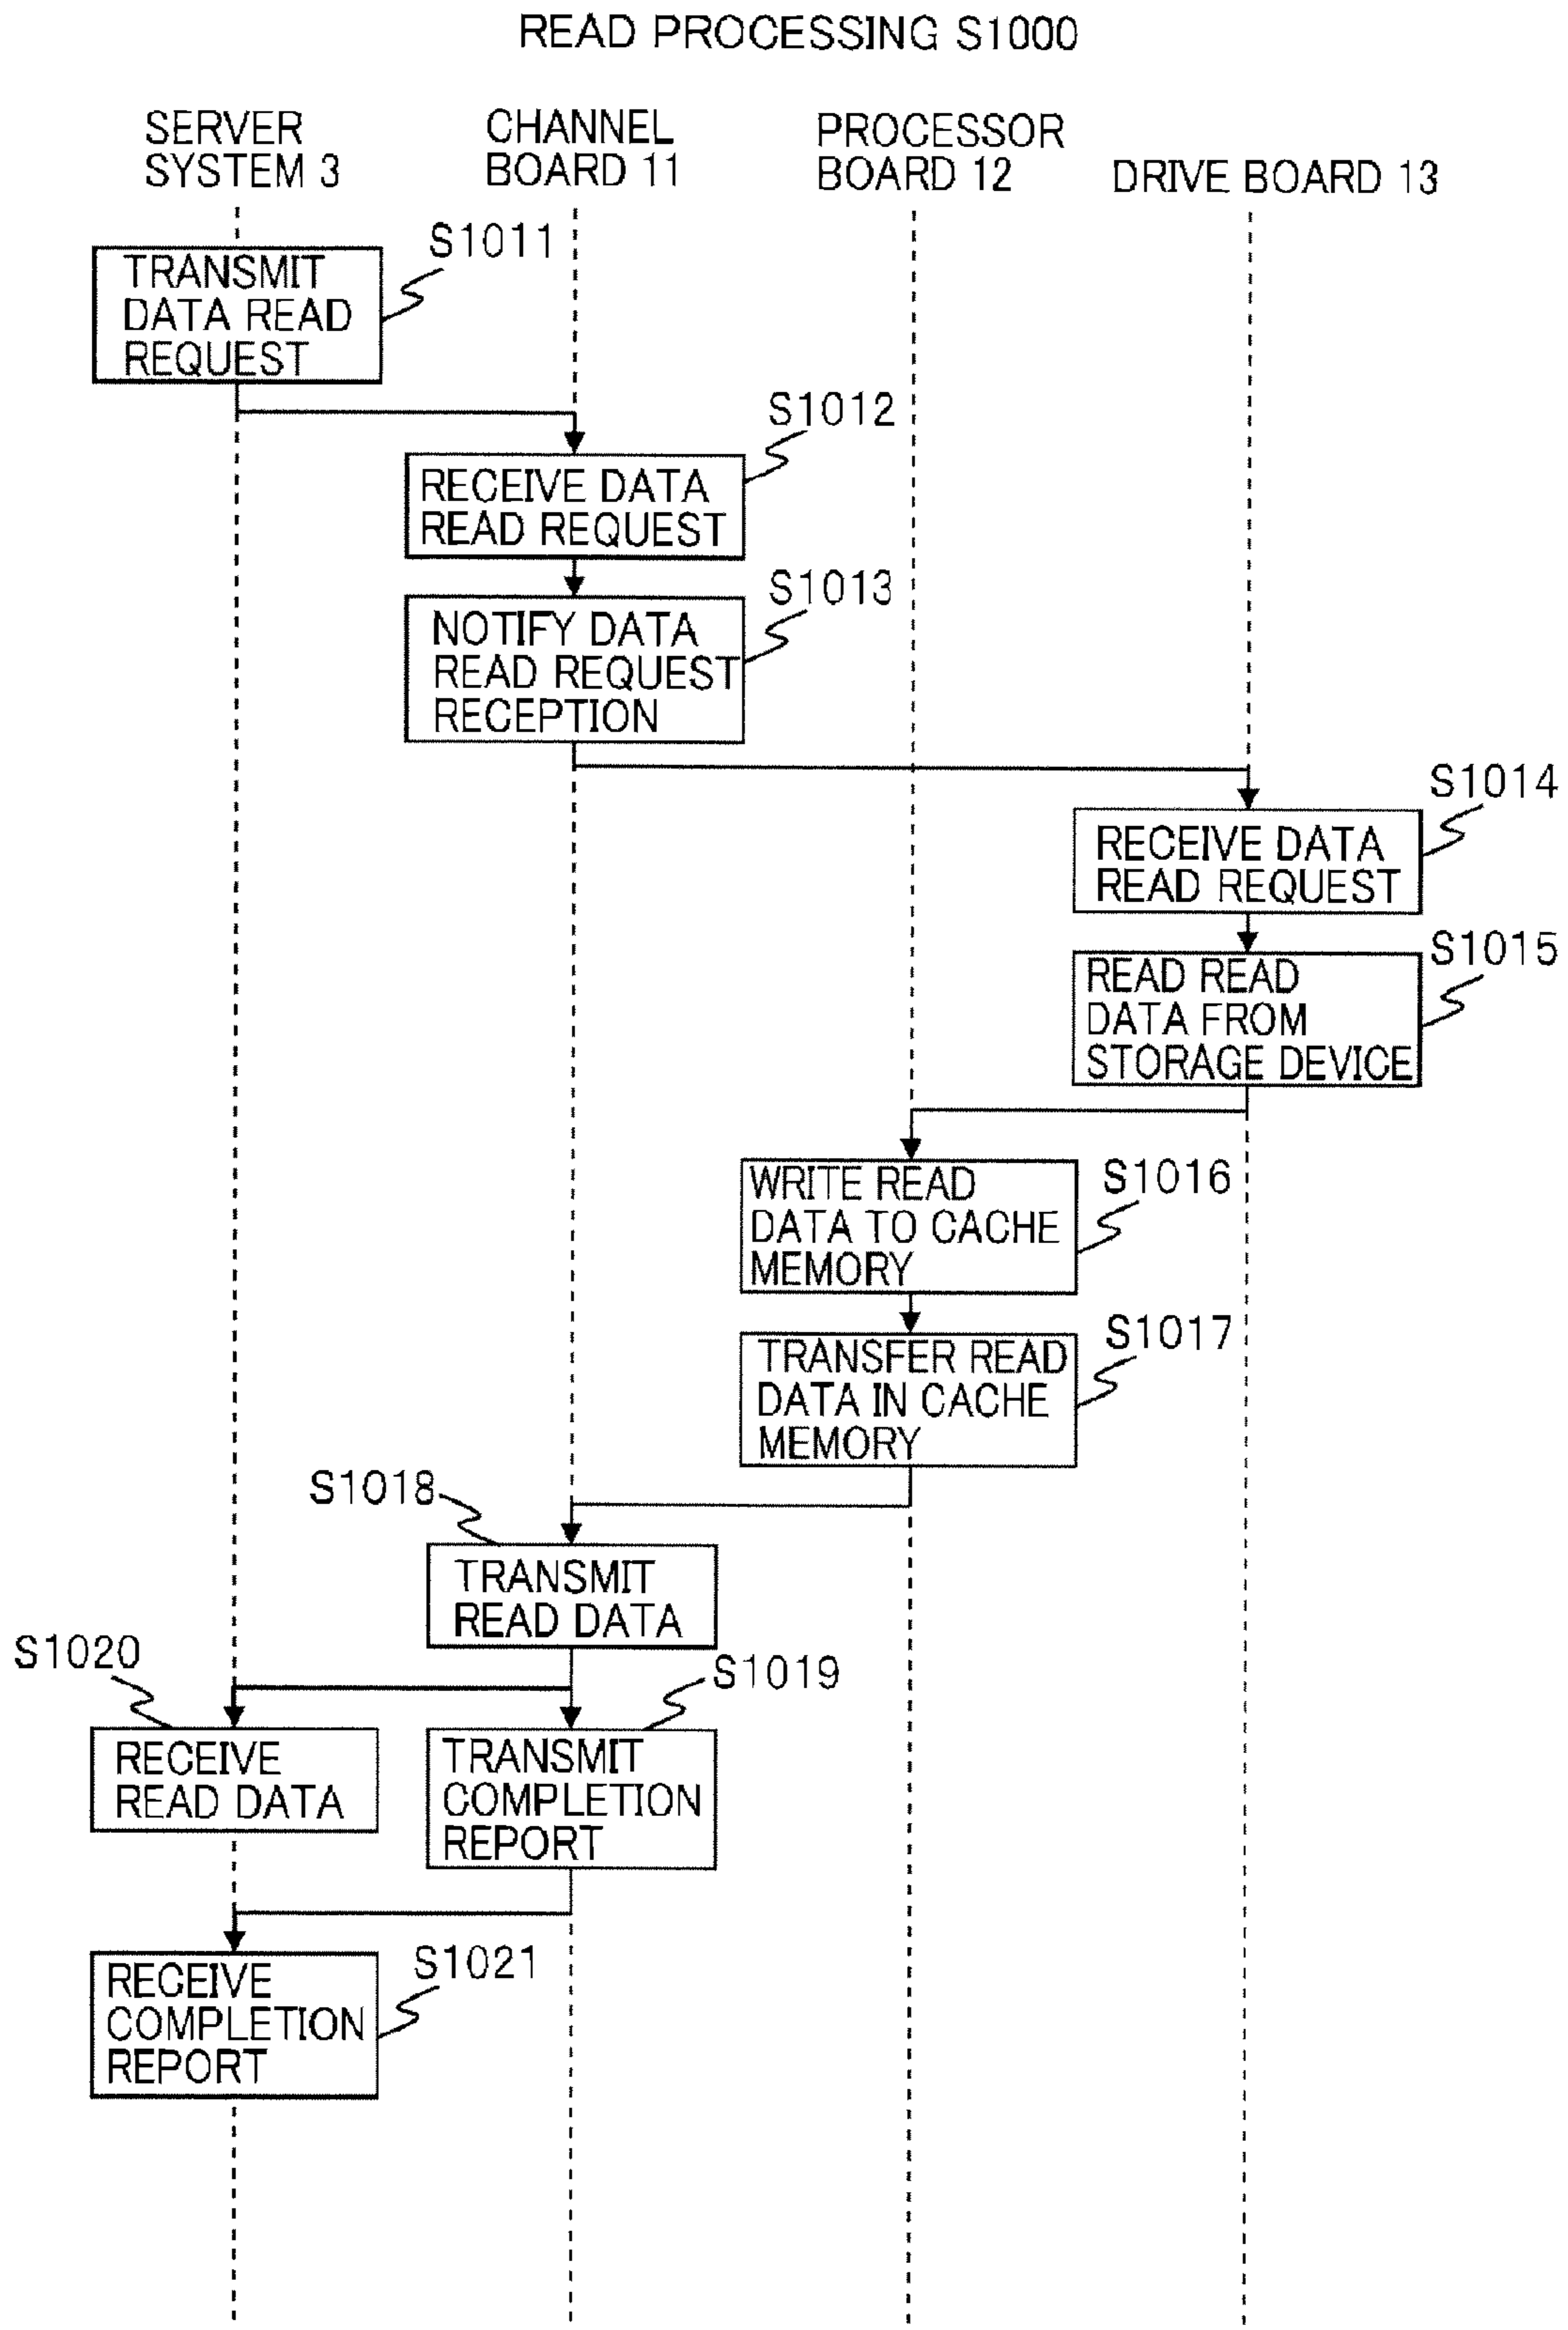 READ PROCESSING S1000
SERVER
SYSTEM 3
CHANNEL
BOARD 11
PROCESSOR
BOARD 12
DRIVE BOARD 13
S1011
TRANSMIT
DATA READ
REQUEST
S1012
RECEIVE DATA
READ REQUEST
S1013
NOTIFY DATA
READ REQUEST
RECEPTION
S1014
RECEIVE DATA
READ REQUEST
S1015
READ READ
DATA FROM
STORAGE DEVICE
S1016
WRITE READ
DATA TO CACHE
MEMORY
S1017
TRANSFER READ
DATA IN CACHE
MEMORY
S1018
TRANSMIT
READ DATA
S1020
RECEIVE
READ DATA
S1019
TRANSMIT
COMPLETION
REPORT
S1021
RECEIVE
COMPLETION
REPORT